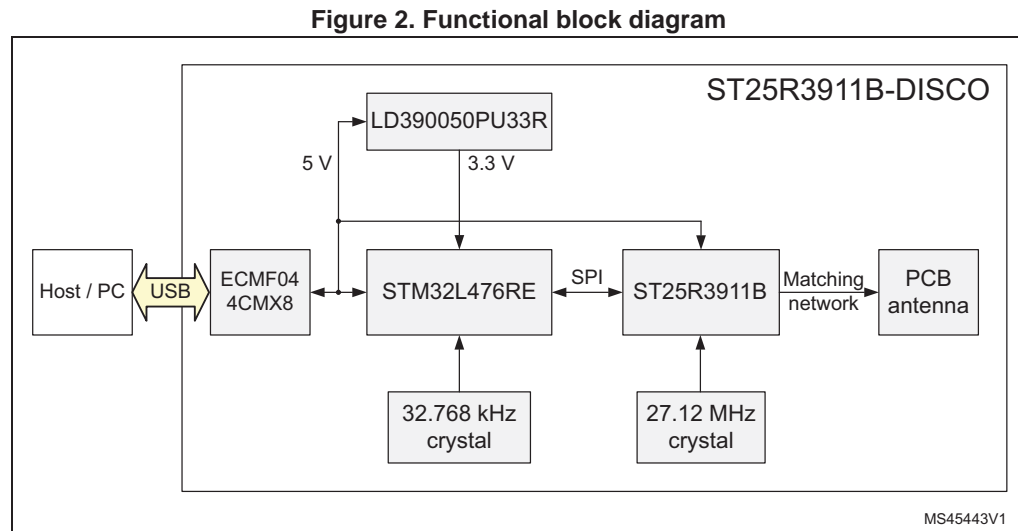 Figure 2. Functional block diagram
ST25R3911B-DISCO
LD390050PU33R
5 V
3.3 V
Host / PC
USB
ECMF04
4CMX8
STM32L476RE
SPI
ST25R3911B
Matching
network
PCB
antenna
32.768 kHz
crystal
27.12 MHz
crystal
MS45443V1